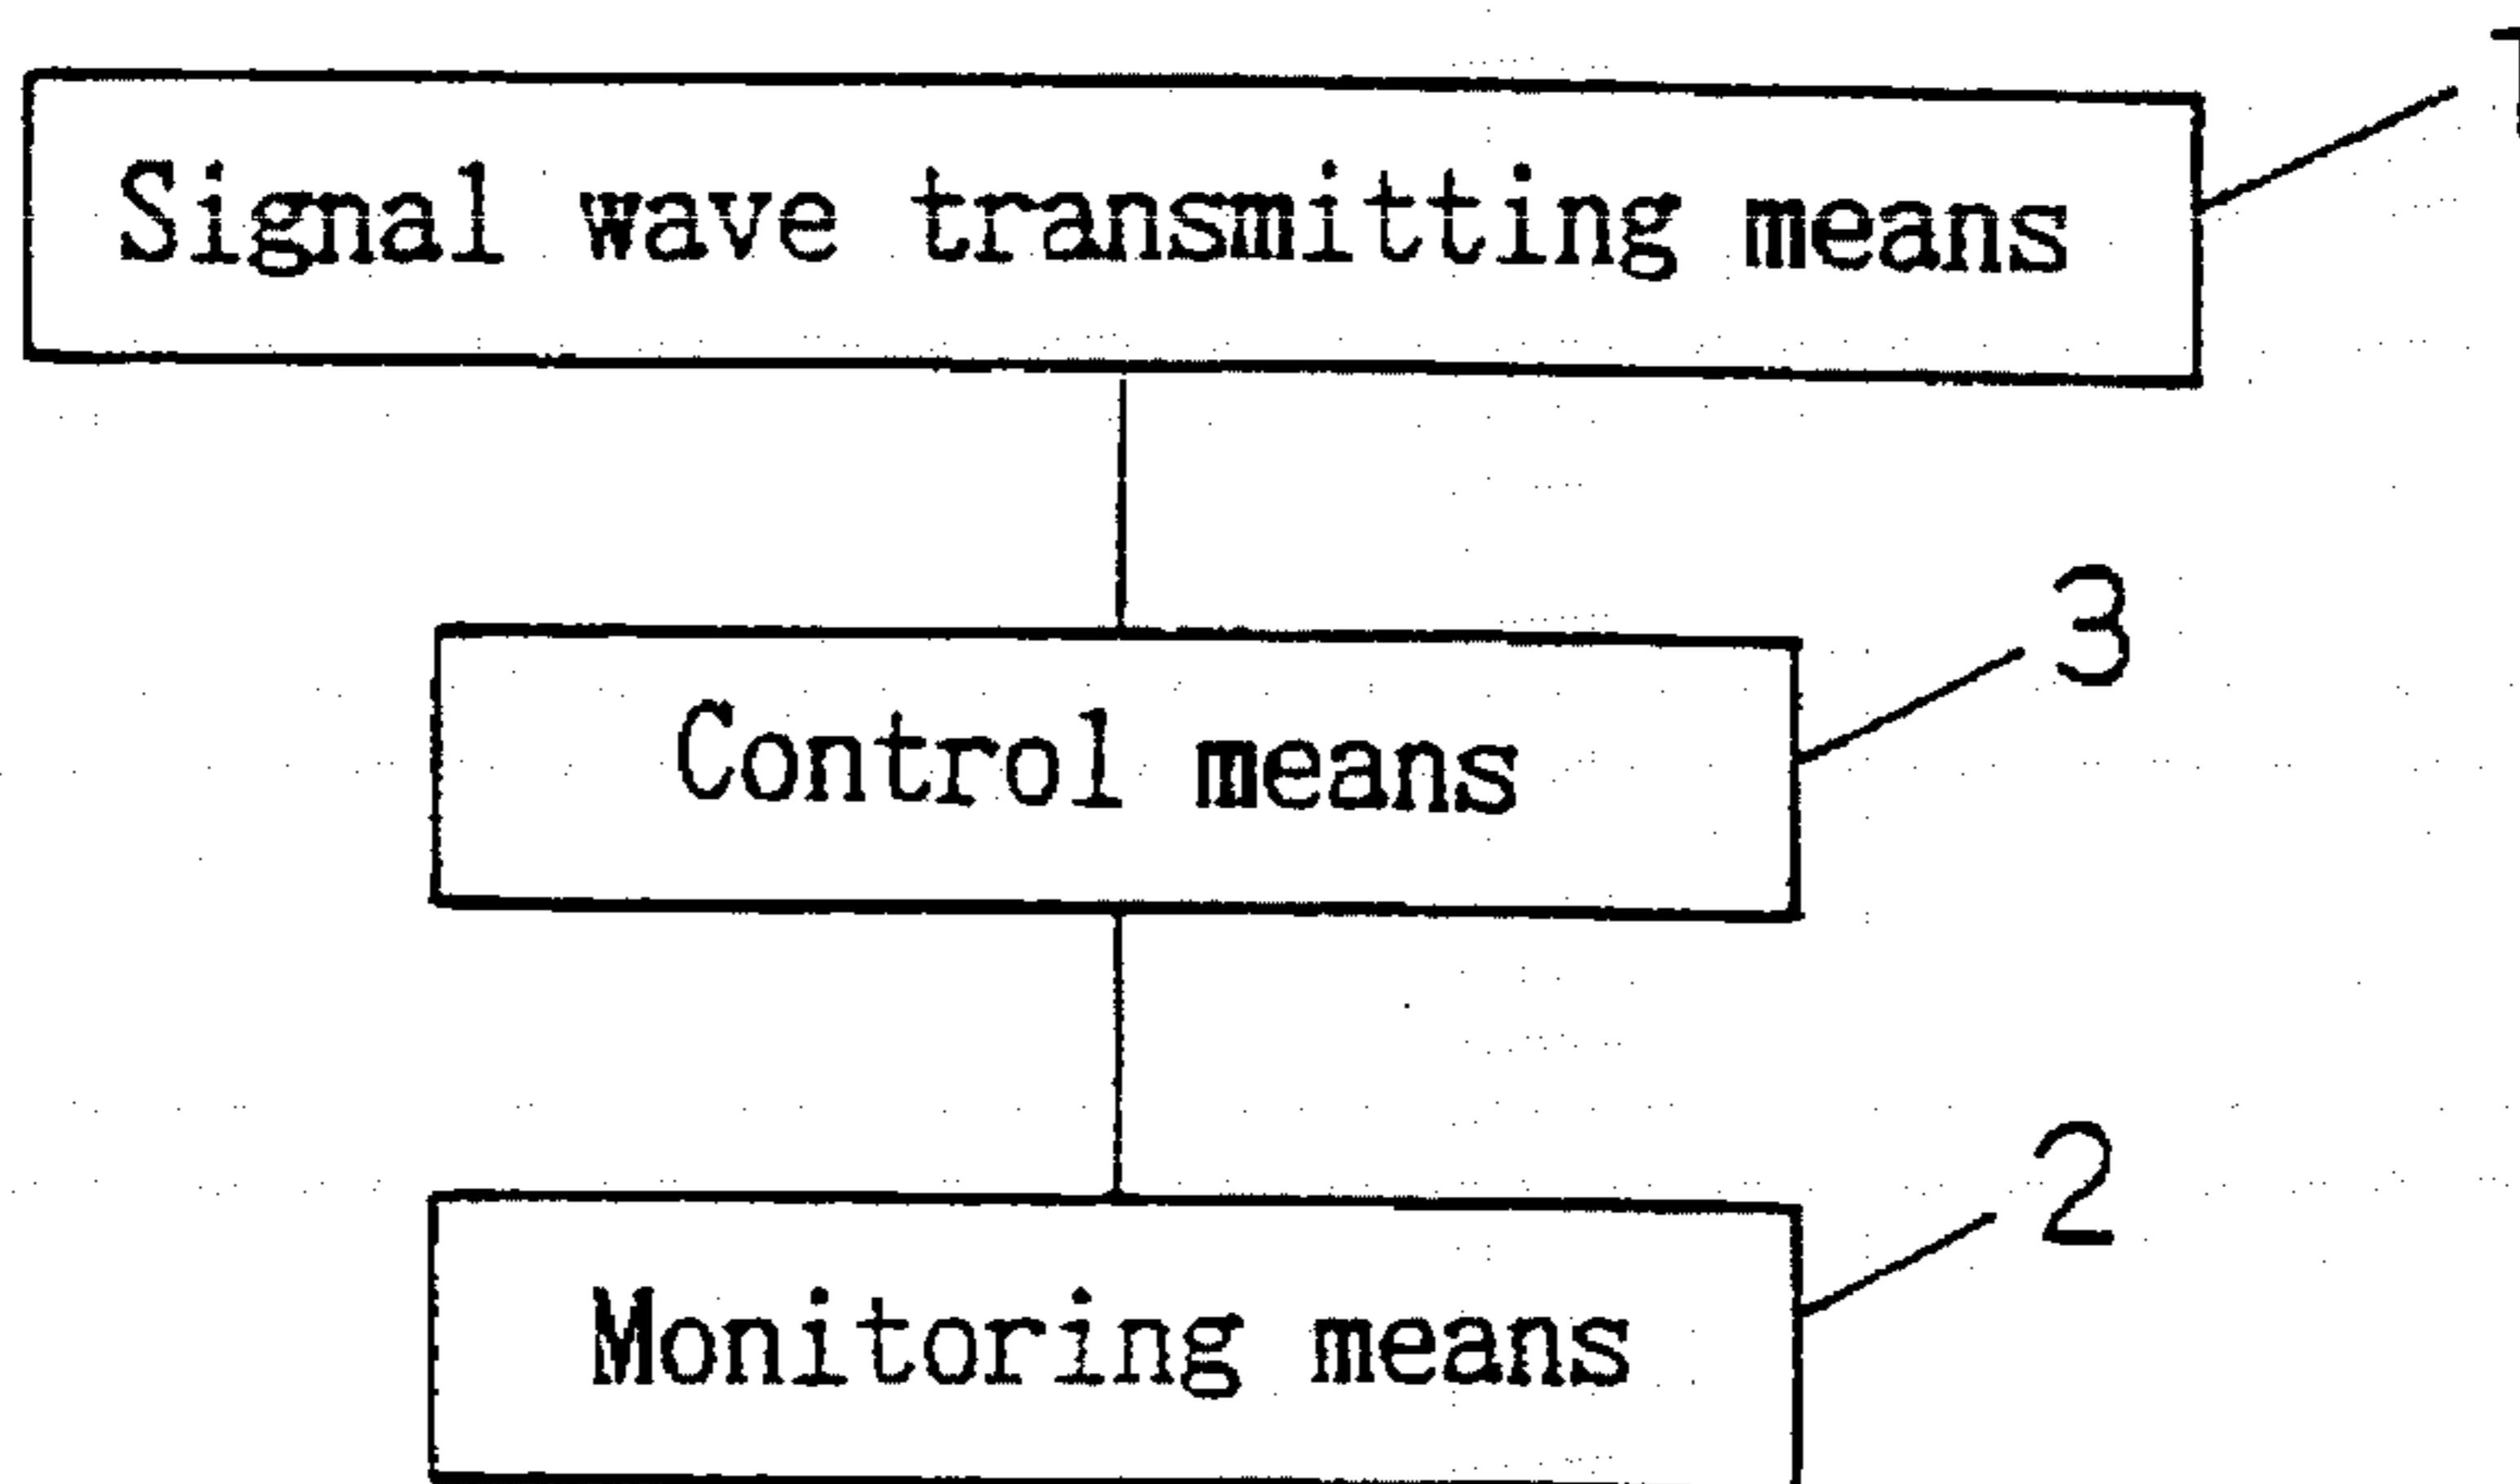 Signal wave transmitting means
3
Control means
2
Monitoring means